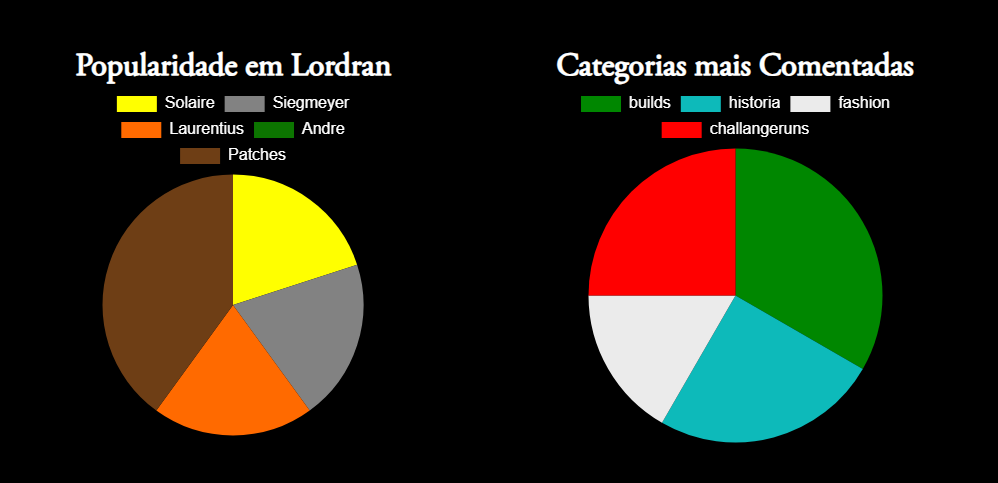 Popularidade em Lordran
Solaire Siegmeyer
Laurentius Andre
Patches
Categorias mais Comentadas
builds historia fashion
challangeruns